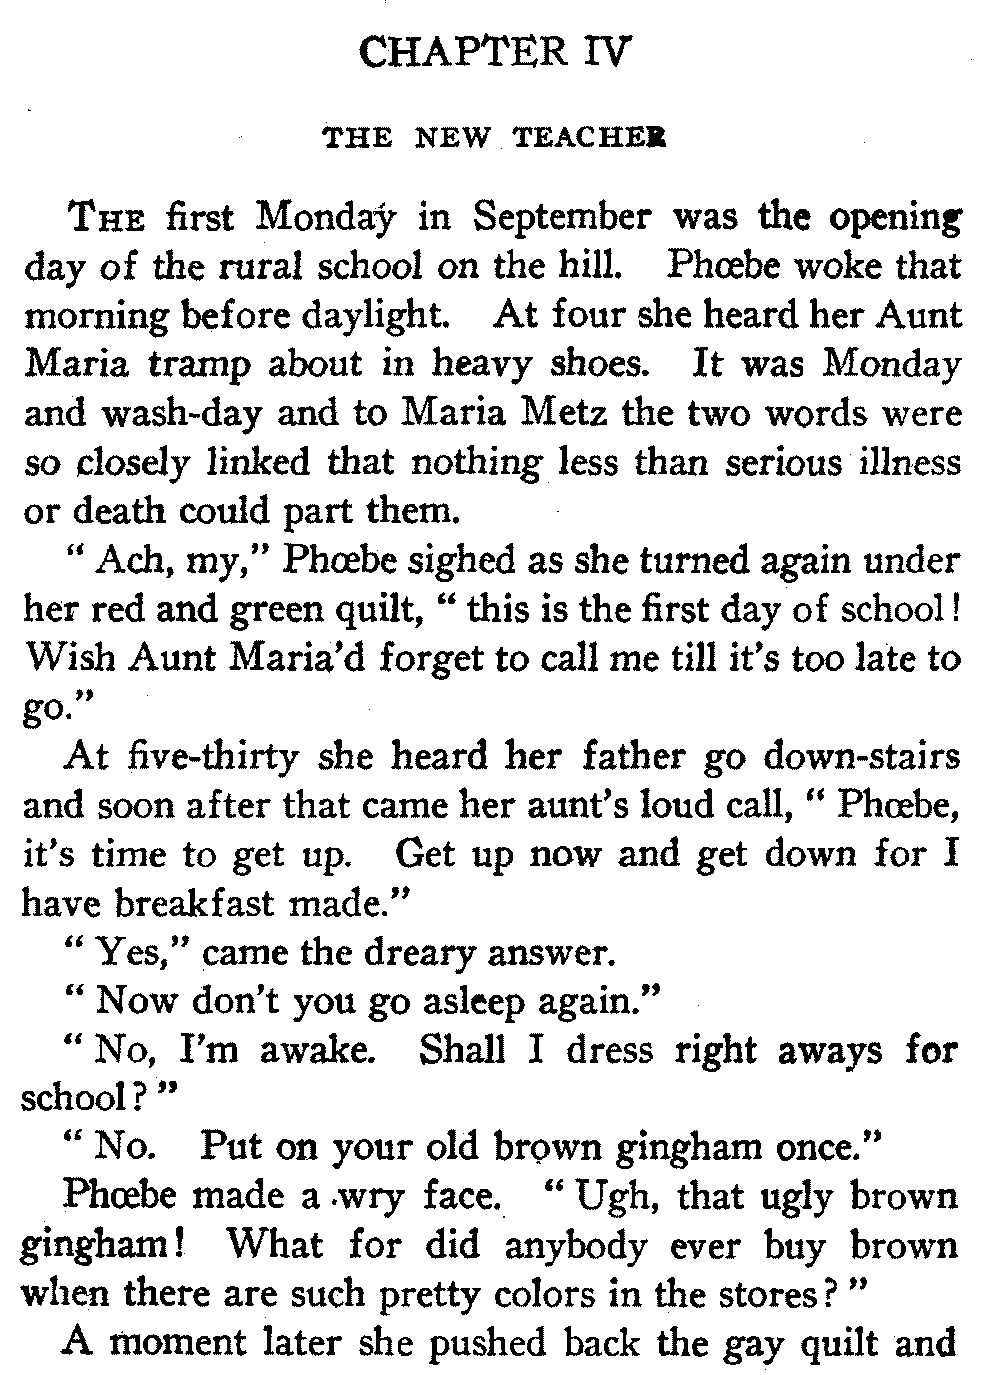 CHAPTER IV
THE NEW TEACHER
THE first Monday in September was the opening
day of the rural school on the hill. Phœbe woke that
morning before daylight. At four she heard her Aunt
Maria tramp about in heavy shoes. It was Monday
and wash-day and to Maria Metz the two words were
so closely linked that nothing less than serious illness
or death could part them.
“ Ach, my,” Phœbe sighed as she turned again under
her red and green quilt, “ this is the first day of school!
Wish Aunt Maria’d forget to call me till it’s too late to
go.”
At five-thirty she heard her father go down-stairs
and soon after that came her aunt’s loud call, “ Phœbe,
it’s time to get up. Get up now and get down for I
have breakfast made.”
“ Yes,” came the dreary answer.
“ Now don’t you go asleep again.”
“ No, I’m awake. Shall I dress right aways for
school? ”
“ No. Put on your old brown gingham once.”
Phœbe made a wry face. “ Ugh, that ugly brown
gingham! What for did anybody ever buy brown
when there are such pretty colors in the stores? ”
A moment later she pushed back the gay quilt and